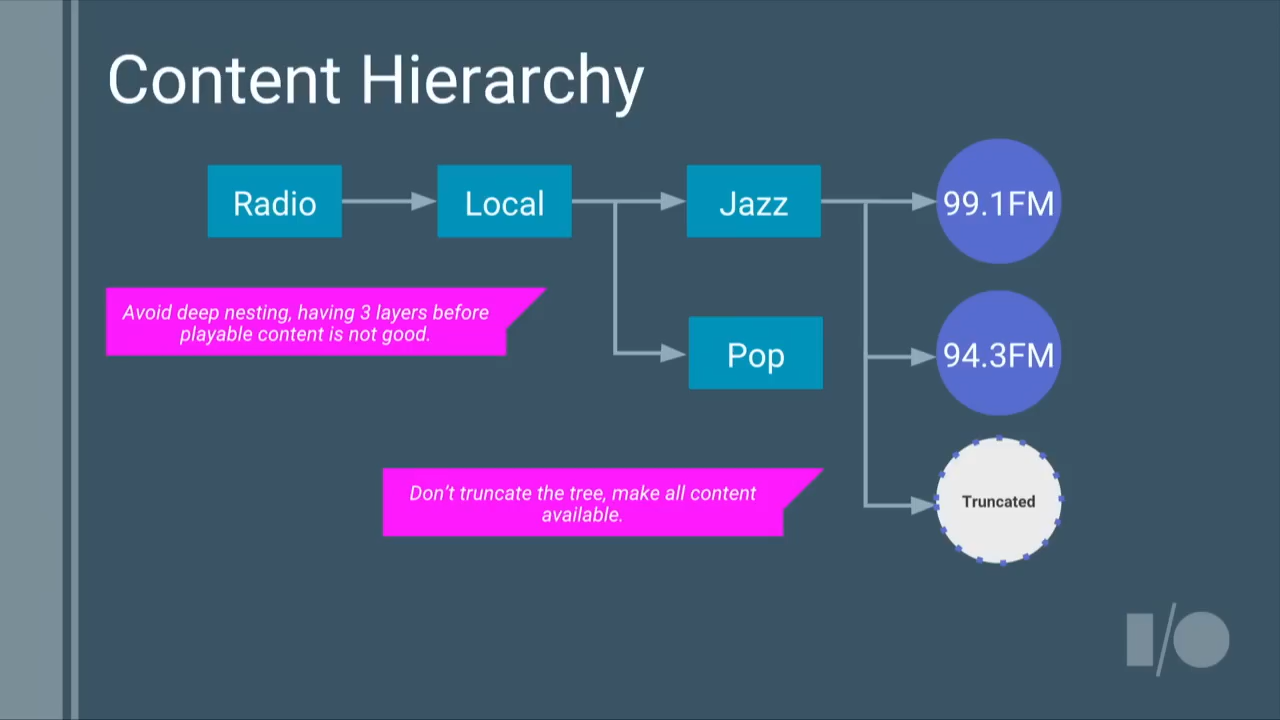 Content Hierarchy
Radio
Local
Jazz
99.1FM
Avoid deep nesting, having 3 layers before
playable content is not good.
Pop
94.3FM
Don't truncate the tree, make all content
available.
Truncated
I/O